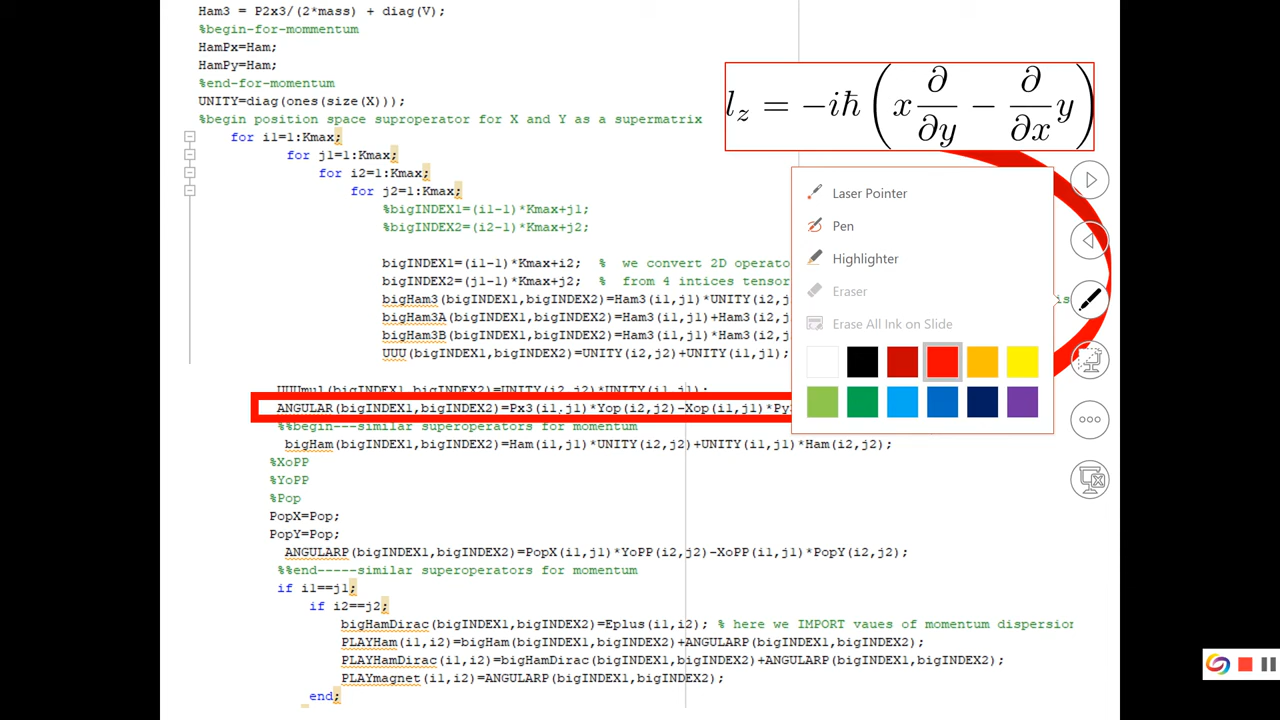 Ham3 = P2x3/(2*mass) + diag(V);
%begin-for-mommentum
HamPx=Ham;
HamPy=Ham;
%end-for-momentum
UNITY=diag(ones(size(X)));
%begin position space suproperator for X and Y as a supermatrix
for i1=1:Kmax;
for j1=1:Kmax;
for i2=1:Kmax;
for j2=1:Kmax;
%bigINDEX1=(i1-1)*Kmax+j1;
%bigINDEX2=(i2-1)*Kmax+j2;
bigINDEX1=(i1-1)*Kmax+i2; % we convert 2D operato
bigINDEX2=(j1-1)*Kmax+j2; % from 4 intices tensor
bigHam3(bigINDEX1,bigINDEX2)=Ham3(i1,j1)*UNITY(i2,j
bigHam3A(bigINDEX1,bigINDEX2)=Ham3(i1,j1)+Ham3(i2,j
bigHam3B(bigINDEX1,bigINDEX2)=Ham3(i1,j1)*Ham3(i2,j
UUU(bigINDEX1,bigINDEX2)=UNITY(i2,j2)+UNITY(i1,j1);
UUUmul(bigINDEX1,bigINDEX2)=UNITY(i2,j2)*UNITY(i1,j1);
ANGULAR(bigINDEX1,bigINDEX2)=Px3(i1,j1)*Yop(i2,j2)-Xop(i1,j1)*Py
%%begin---similar superoperators for momentum
bigHam(bigINDEX1,bigINDEX2)=Ham(i1,j1)*UNITY(i2,j2)+UNITY(i1,j1)*Ham(i2,j2);
%XoPP
%YoPP
%Pop
PopX=Pop;
PopY=Pop;
ANGULARP(bigINDEX1,bigINDEX2)=PopX(i1,j1)*YoPP(i2,j2)-XoPP(i1,j1)*PopY(i2,j2);
%%end-----similar superoperators for momentum
if i1==j1;
if i2==j2;
bigHamDirac(bigINDEX1,bigINDEX2)=Eplus(i1,i2); % here we IMPORT vaues of momentum dispersion
PLAYHam(i1,i2)=bigHam(bigINDEX1,bigINDEX2)+ANGULARP(bigINDEX1,bigINDEX2);
PLAYHamDirac(i1,i2)=bigHamDirac(bigINDEX1,bigINDEX2)+ANGULARP(bigINDEX1,bigINDEX2);
PLAYmagnet(i1,i2)=ANGULARP(bigINDEX1,bigINDEX2);
end;
l_z = −iħ ( x ∂/∂y − ∂/∂x y )
Laser Pointer
Pen
Highlighter
Eraser
Erase All Ink on Slide
is